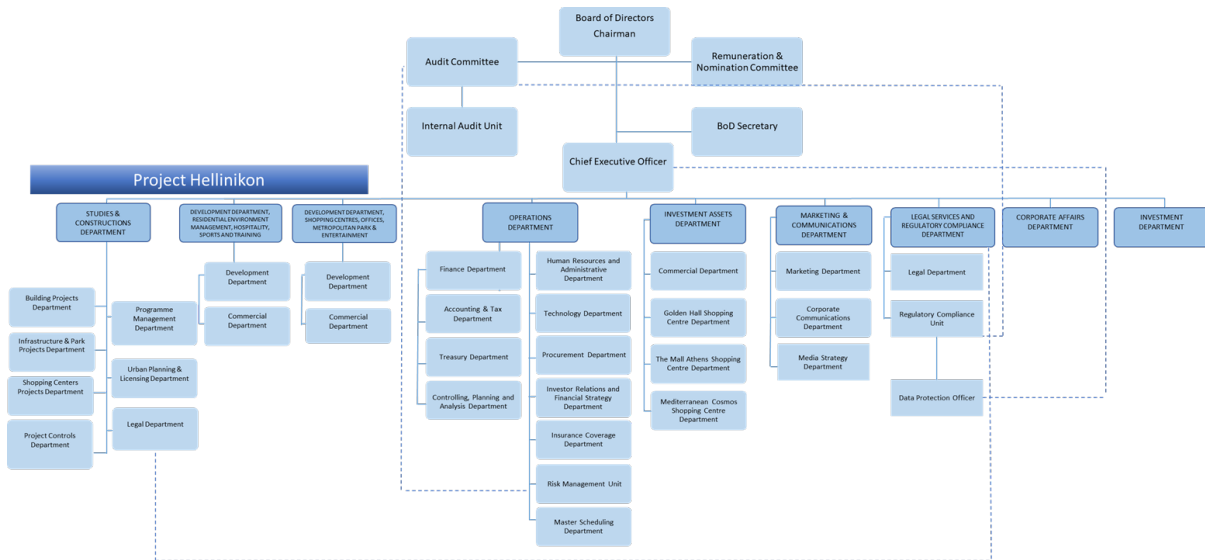 Board of Directors
Chairman
Audit Committee
Remuneration &
Nomination Committee
Internal Audit Unit
BoD Secretary
Chief Executive Officer
Project Hellinikon
STUDIES &
CONSTRUCTIONS
DEPARTMENT
DEVELOPMENT DEPARTMENT,
RESIDENTIAL ENVIRONMENT
MANAGEMENT, HOSPITALITY,
SPORTS AND TRAINING
DEVELOPMENT DEPARTMENT,
SHOPPING CENTRES, OFFICES,
METROPOLITAN PARK &
ENTERTAINMENT
OPERATIONS
DEPARTMENT
INVESTMENT ASSETS
DEPARTMENT
MARKETING &
COMMUNICATIONS
DEPARTMENT
LEGAL SERVICES AND
REGULATORY COMPLIANCE
DEPARTMENT
CORPORATE AFFAIRS
DEPARTMENT
INVESTMENT
DEPARTMENT
Building Projects
Department
Infrastructure & Park
Projects Department
Shopping Centers
Projects Department
Project Controls
Department
Programme
Management
Department
Urban Planning &
Licensing Department
Legal Department
Development
Department
Commercial
Department
Development
Department
Commercial
Department
Finance Department
Accounting & Tax
Department
Treasury Department
Controlling, Planning and
Analysis Department
Human Resources and
Administrative
Department
Technology Department
Procurement Department
Investor Relations and
Financial Strategy
Department
Insurance Coverage
Department
Risk Management Unit
Master Scheduling
Department
Commercial Department
Golden Hall Shopping
Centre Department
The Mall Athens Shopping
Centre Department
Mediterranean Cosmos
Shopping Centre
Department
Marketing Department
Corporate
Communications
Department
Media Strategy
Department
Legal Department
Regulatory Compliance
Unit
Data Protection Officer